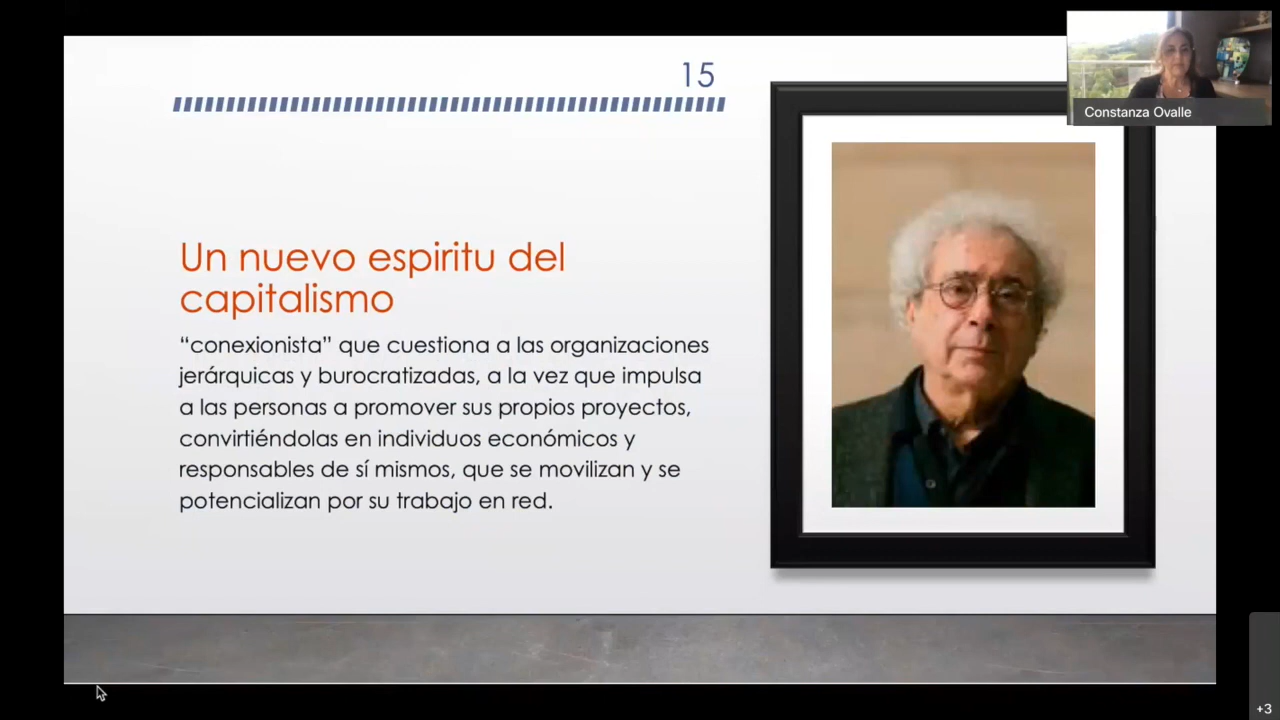 15
Un nuevo espiritu del
capitalismo
“conexionista” que cuestiona a las organizaciones
jerárquicas y burocratizadas, a la vez que impulsa
a las personas a promover sus propios proyectos,
convirtiéndolas en individuos económicos y
responsables de sí mismos, que se movilizan y se
potencializan por su trabajo en red.
Constanza Ovalle
+3